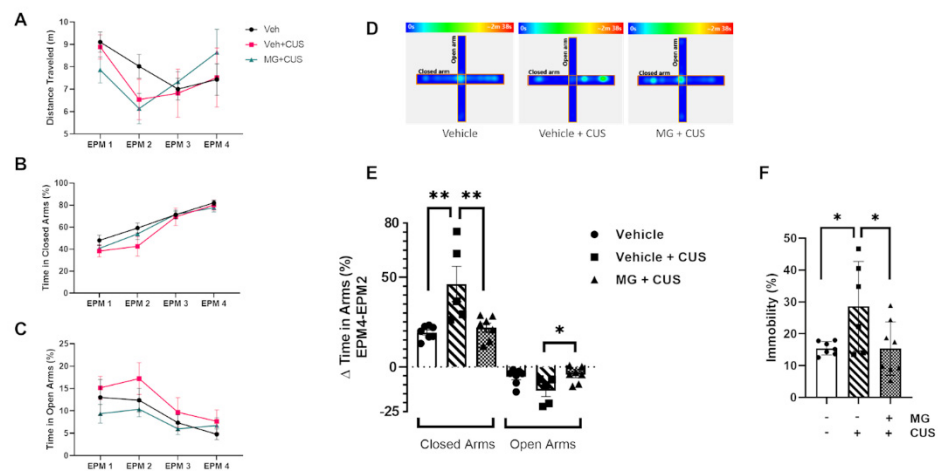 A
Distance Traveled (m)
10
9
8
7
6
5
EPM 1 EPM 2 EPM 3 EPM 4
Veh
Veh+CUS
MG+CUS
B
Time in Closed Arms (%)
100
80
60
40
20
0
EPM 1 EPM 2 EPM 3 EPM 4
C
Time in Open Arms (%)
25
20
15
10
5
0
EPM 1 EPM 2 EPM 3 EPM 4
D
0s ~2m 38s 0s ~2m 38s 0s ~2m 38s
Open arm Open arm Open arm
Closed arm Closed arm Closed arm
Vehicle Vehicle + CUS MG + CUS
E
** **
*
Δ Time in Arms (%)
EPM4-EPM2
80
50
0
-25
Vehicle
Vehicle + CUS
MG + CUS
Closed Arms Open Arms
F
* *
Immobility (%)
50
40
30
20
10
0
- - + MG
- + + CUS